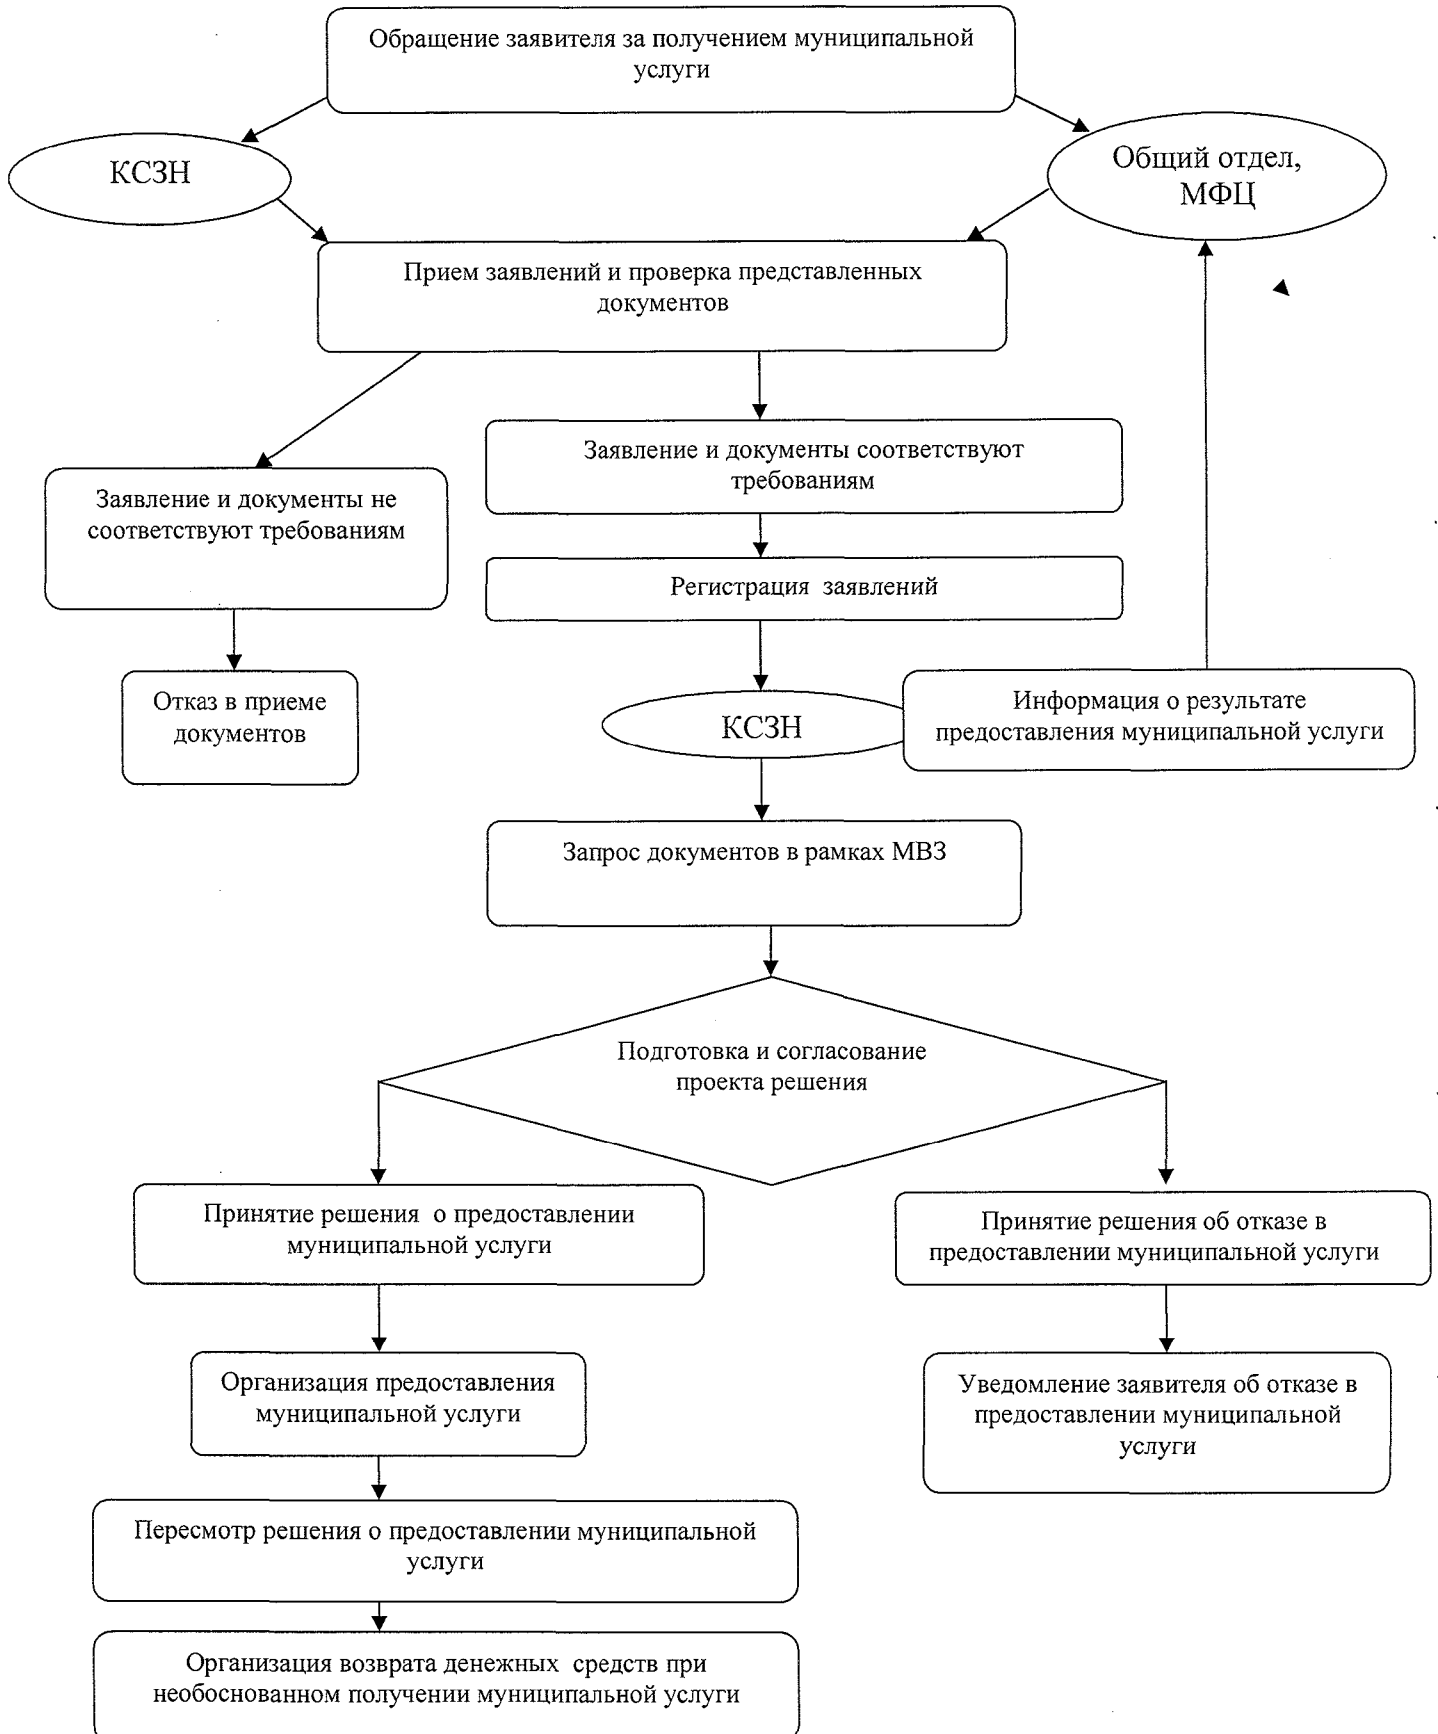 Обращение заявителя за получением муниципальной
услуги
КСЗН
Общий отдел,
МФЦ
Прием заявлений и проверка представленных
документов
Заявление и документы соответствуют
требованиям
Заявление и документы не
соответствуют требованиям
Регистрация заявлений
Отказ в приеме
документов
КСЗН
Информация о результате
предоставления муниципальной услуги
Запрос документов в рамках МВЗ
Подготовка и согласование
проекта решения
Принятие решения о предоставлении
муниципальной услуги
Принятие решения об отказе в
предоставлении муниципальной услуги
Организация предоставления
муниципальной услуги
Уведомление заявителя об отказе в
предоставлении муниципальной
услуги
Пересмотр решения о предоставлении муниципальной
услуги
Организация возврата денежных средств при
необоснованном получении муниципальной услуги